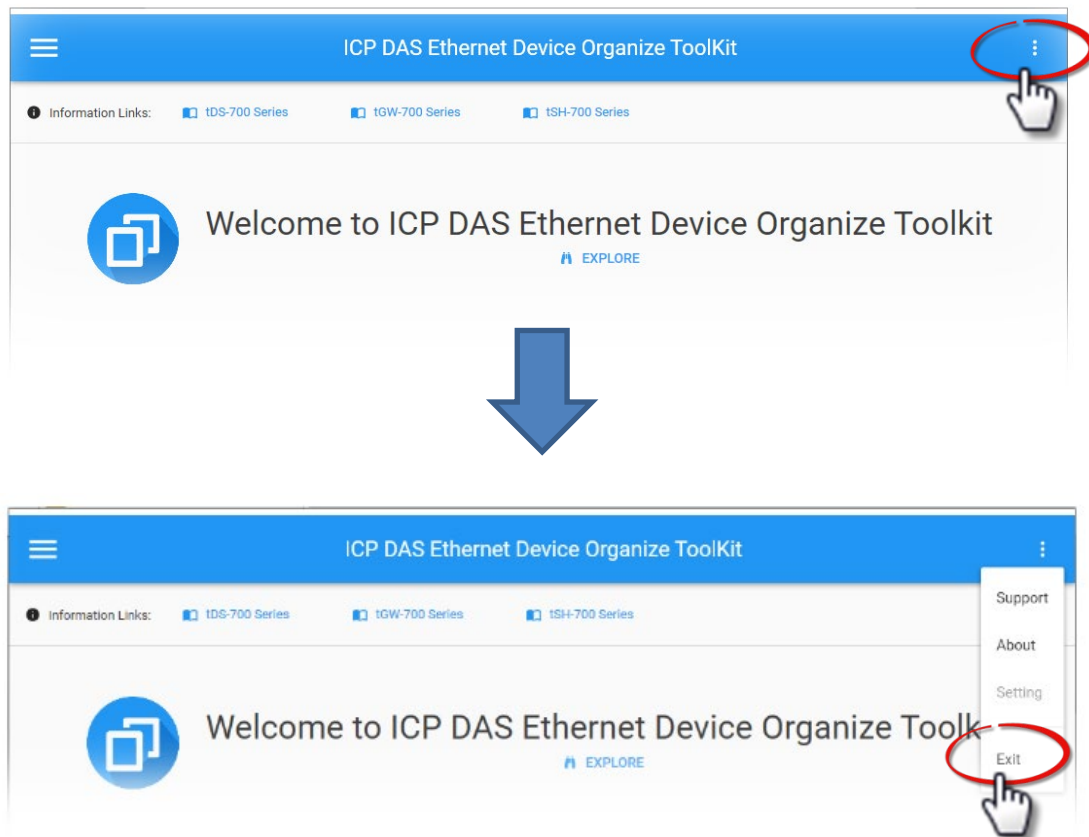 ICP DAS Ethernet Device Organize ToolKit
Information Links: tDS-700 Series tGW-700 Series tSH-700 Series
Welcome to ICP DAS Ethernet Device Organize Toolkit
EXPLORE
ICP DAS Ethernet Device Organize ToolKit
Information Links: tDS-700 Series tGW-700 Series tSH-700 Series
Support
About
Setting
Welcome to ICP DAS Ethernet Device Organize Toolk
EXPLORE
Exit